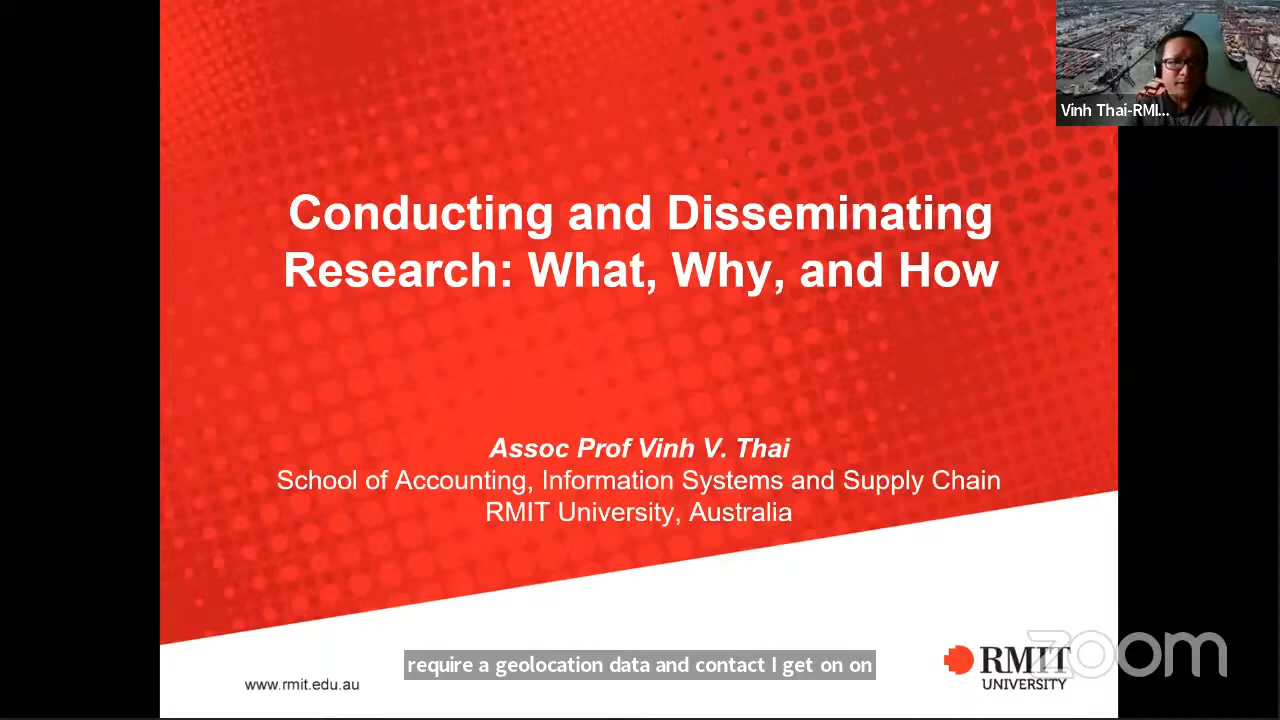 Vinh Thai-RMI...
Conducting and Disseminating
Research: What, Why, and How
Assoc Prof Vinh V. Thai
School of Accounting, Information Systems and Supply Chain
RMIT University, Australia
require a geolocation data and contact I get on on
www.rmit.edu.au
RMIT
UNIVERSITY
zoom